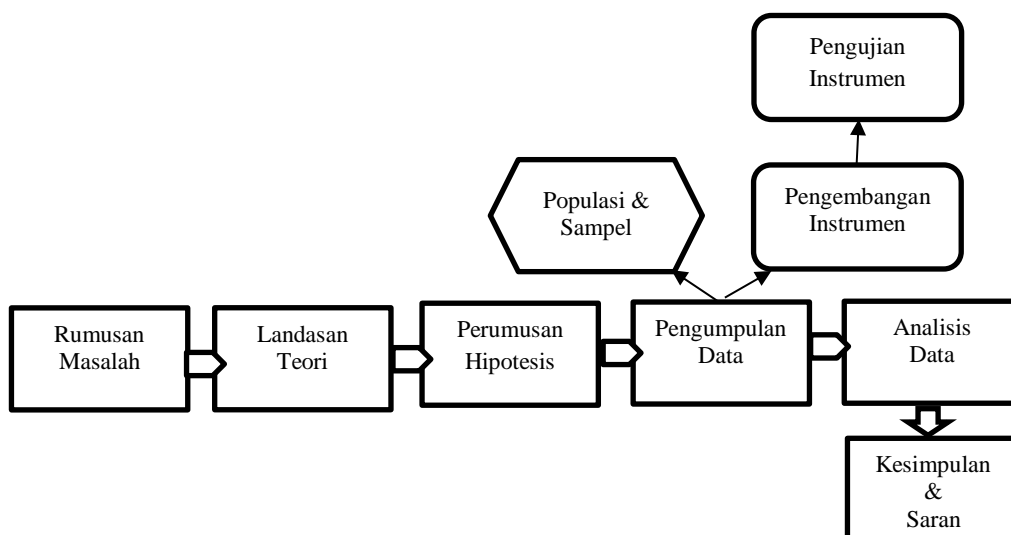 Pengujian
Instrumen
Populasi &
Sampel
Pengembangan
Instrumen
Rumusan
Masalah
Landasan
Teori
Perumusan
Hipotesis
Pengumpulan
Data
Analisis
Data
Kesimpulan
&
Saran